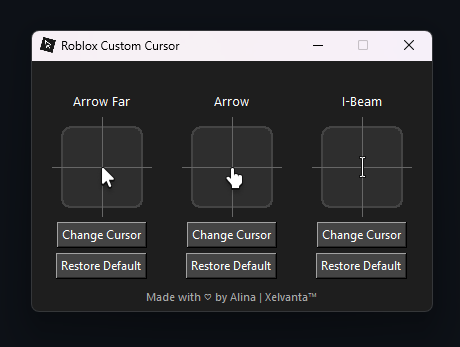 Roblox Custom Cursor
Arrow Far Arrow I-Beam
Change Cursor Change Cursor Change Cursor
Restore Default Restore Default Restore Default
Made with ♡ by Alina | Xelvanta™